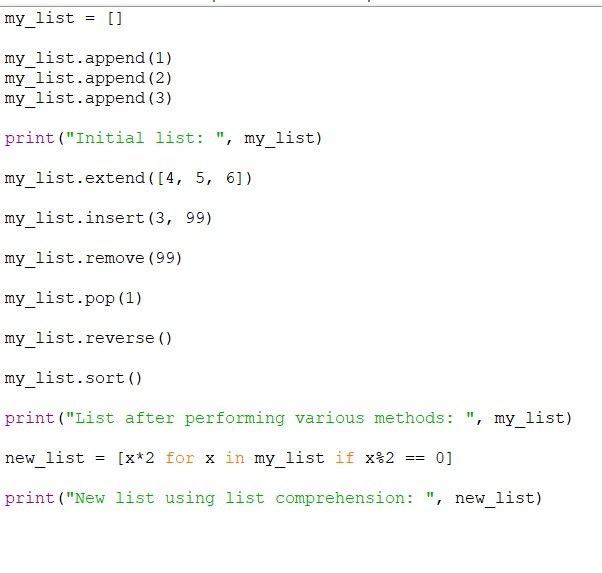 my_list = []
my_list.append(1)
my_list.append(2)
my_list.append(3)
print("Initial list: ", my_list)
my_list.extend([4, 5, 6])
my_list.insert(3, 99)
my_list.remove(99)
my_list.pop(1)
my_list.reverse()
my_list.sort()
print("List after performing various methods: ", my_list)
new_list = [x*2 for x in my_list if x%2 == 0]
print("New list using list comprehension: ", new_list)